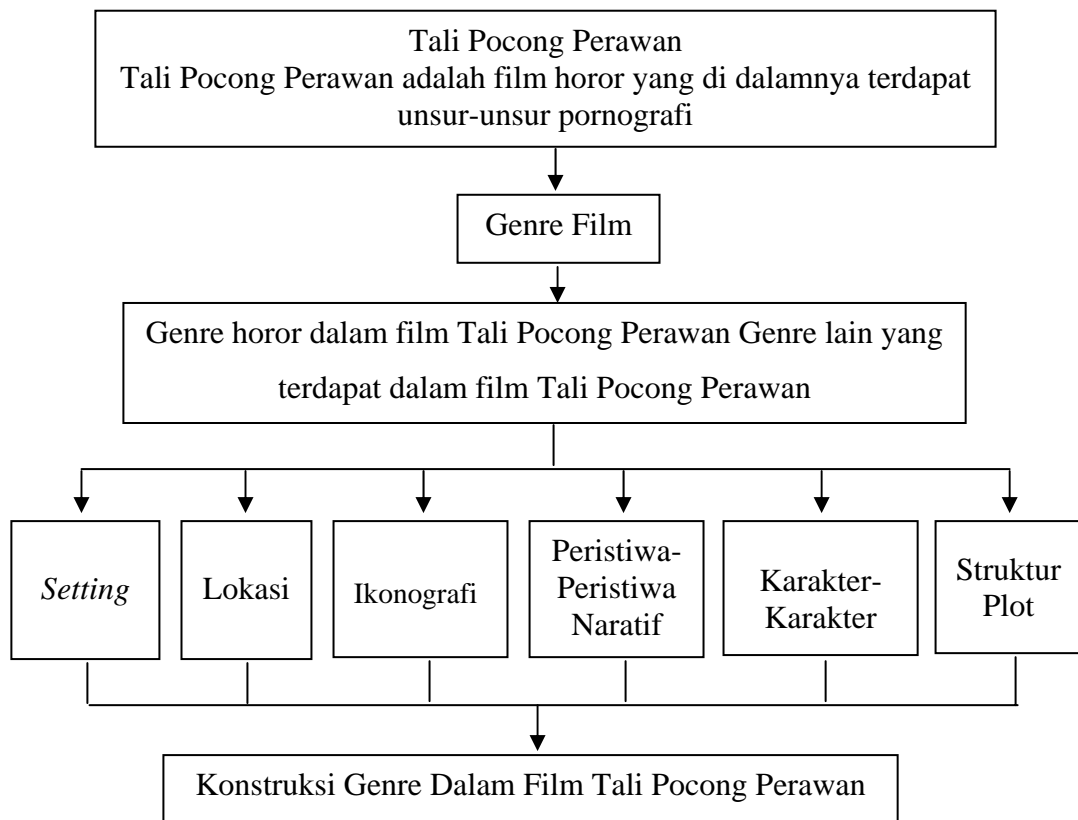 Tali Pocong Perawan
Tali Pocong Perawan adalah film horor yang di dalamnya terdapat
unsur-unsur pornografi
Genre Film
Genre horor dalam film Tali Pocong Perawan Genre lain yang
terdapat dalam film Tali Pocong Perawan
Setting
Lokasi
Ikonografi
Peristiwa-
Peristiwa
Naratif
Karakter-
Karakter
Struktur
Plot
Konstruksi Genre Dalam Film Tali Pocong Perawan